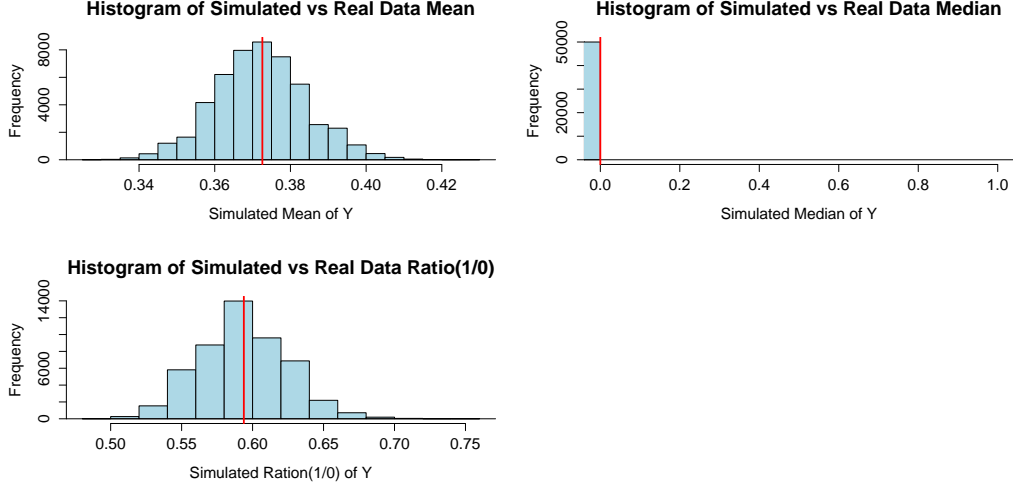 Histogram of Simulated vs Real Data Mean
Frequency
0 4000 8000
0.34 0.36 0.38 0.40 0.42
Simulated Mean of Y
Histogram of Simulated vs Real Data Median
Frequency
0 20000 50000
0.0 0.2 0.4 0.6 0.8 1.0
Simulated Median of Y
Histogram of Simulated vs Real Data Ratio(1/0)
Frequency
0 6000 14000
0.50 0.55 0.60 0.65 0.70 0.75
Simulated Ration(1/0) of Y